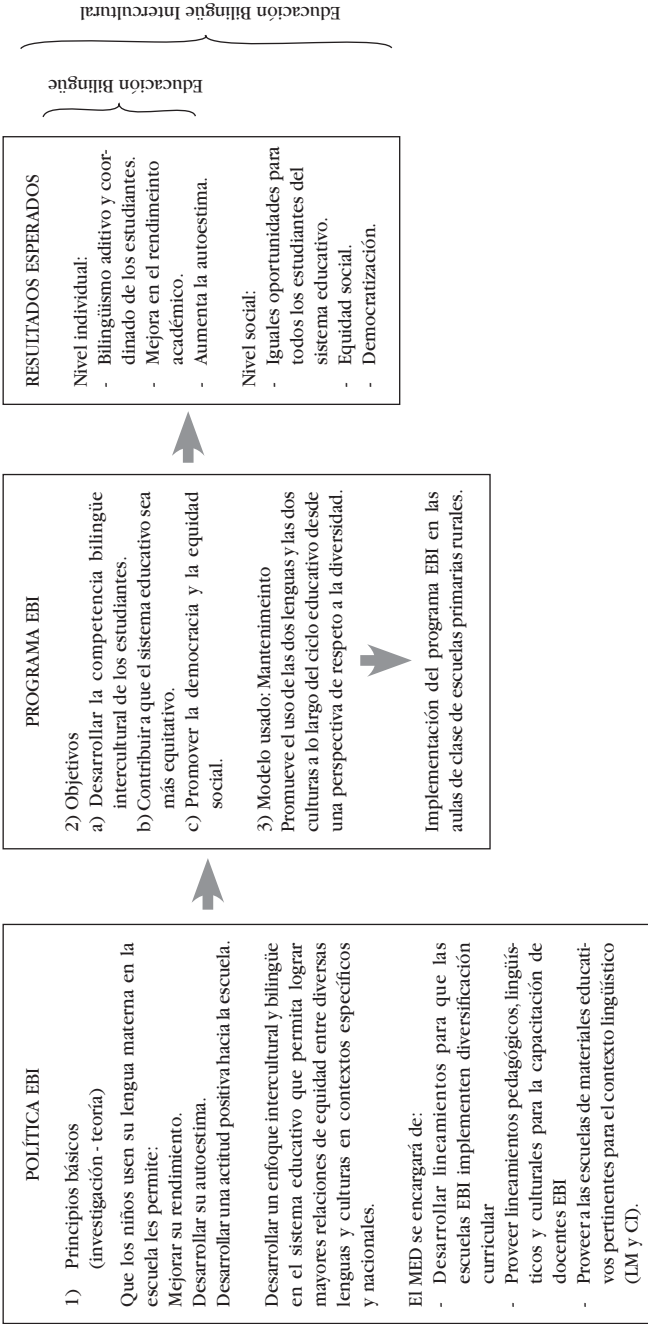 POLÍTICA EBI
1) Principios básicos
(investigación - teoría)
Que los niños usen su lengua materna en la
escuela les permite:
Mejorar su rendimiento.
Desarrollar su autoestima.
Desarrollar una actitud positiva hacia la escuela.
Desarrollar un enfoque intercultural y bilingüe
en el sistema educativo que permita lograr
mayores relaciones de equidad entre diversas
lenguas y culturas en contextos específicos
y nacionales.
El MED se encargará de:
- Desarrollar lineamientos para que las
escuelas EBI implementen diversificación
curricular
- Proveer lineamientos pedagógicos, lingüís-
ticos y culturales para la capacitación de
docentes EBI
- Proveer a las escuelas de materiales educati-
vos pertinentes para el contexto lingüístico
(LM y CD).
PROGRAMA EBI
2) Objetivos
a) Desarrollar la competencia bilingüe
intercultural de los estudiantes.
b) Contribuir a que el sistema educativo sea
más equitativo.
c) Promover la democracia y la equidad
social.
3) Modelo usado: Mantenimeinto
Promueve el uso de las dos lenguas y las dos
culturas a lo largo del ciclo educativo desde
una perspectiva de respeto a la diversidad.
Implementación del programa EBI en las
aulas de clase de escuelas primarias rurales.
RESULTADOS ESPERADOS
Nivel individual:
- Bilingüismo aditivo y coor-
dinado de los estudiantes.
- Mejora en el rendimeinto
académico.
- Aumenta la autoestima.
Nivel social:
- Iguales oportunidades para
todos los estudiantes del
sistema educativo.
- Equidad social.
- Democratización.
Educación Bilingüe
Educación Bilingüe Intercultural